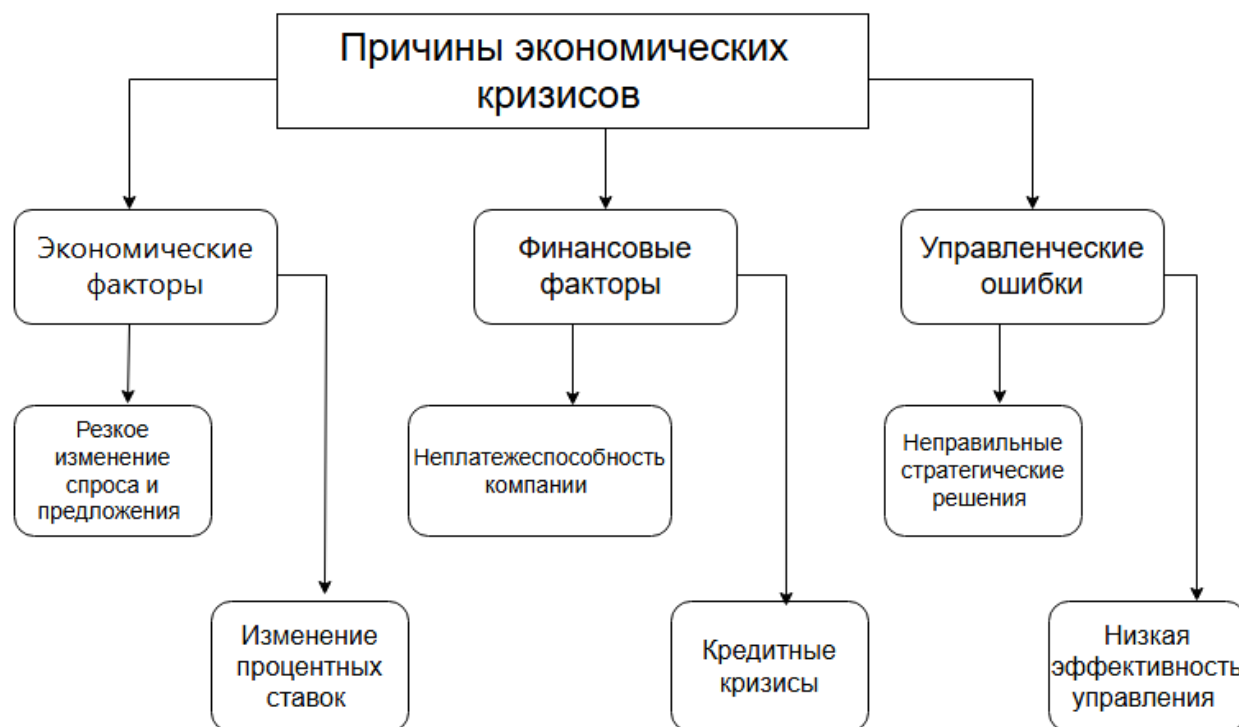 Причины экономических
кризисов
Экономические
факторы
Финансовые
факторы
Управленческие
ошибки
Резкое
изменение
спроса и
предложения
Неплатежеспособность
компании
Неправильные
стратегические
решения
Изменение
процентных
ставок
Кредитные
кризисы
Низкая
эффективность
управления